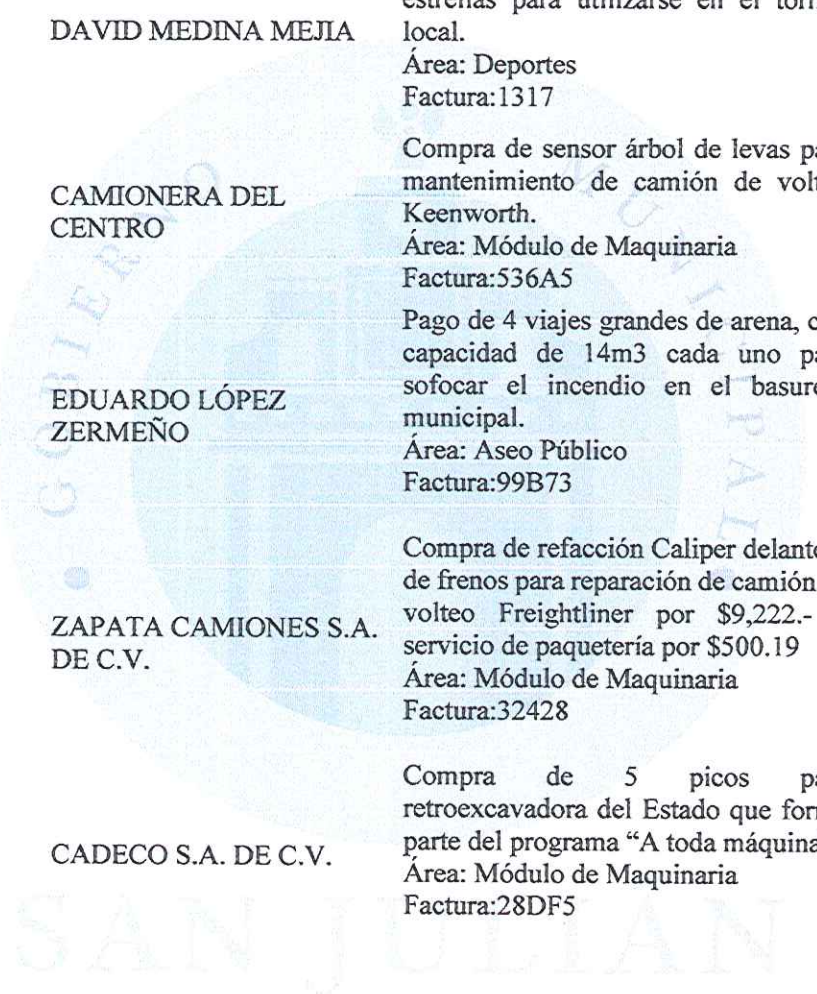 DAVID MEDINA MEJIA
local.
Área: Deportes
Factura:1317
CAMIONERA DEL
CENTRO
Compra de sensor árbol de levas
mantenimiento de camión de
Keenworth.
Área: Módulo de Maquinaria
Factura:536A5
EDUARDO LÓPEZ
ZERMEÑO
Pago de 4 viajes grandes de arena,
capacidad de 14m3 cada uno
sofocar el incendio en el
municipal.
Área: Aseo Público
Factura:99B73
ZAPATA CAMIONES S.A.
DE C.V.
Compra de refacción Caliper
de frenos para reparación de camión
volteo Freightliner por $9,222.-
servicio de paquetería por $500.19
Área: Módulo de Maquinaria
Factura:32428
CADECO S.A. DE C.V.
Compra de 5 picos
retroexcavadora del Estado que
parte del programa “A toda máquina
Área: Módulo de Maquinaria
Factura:28DF5
GOBIERNO MUNICIPAL
SAN JULIÁN